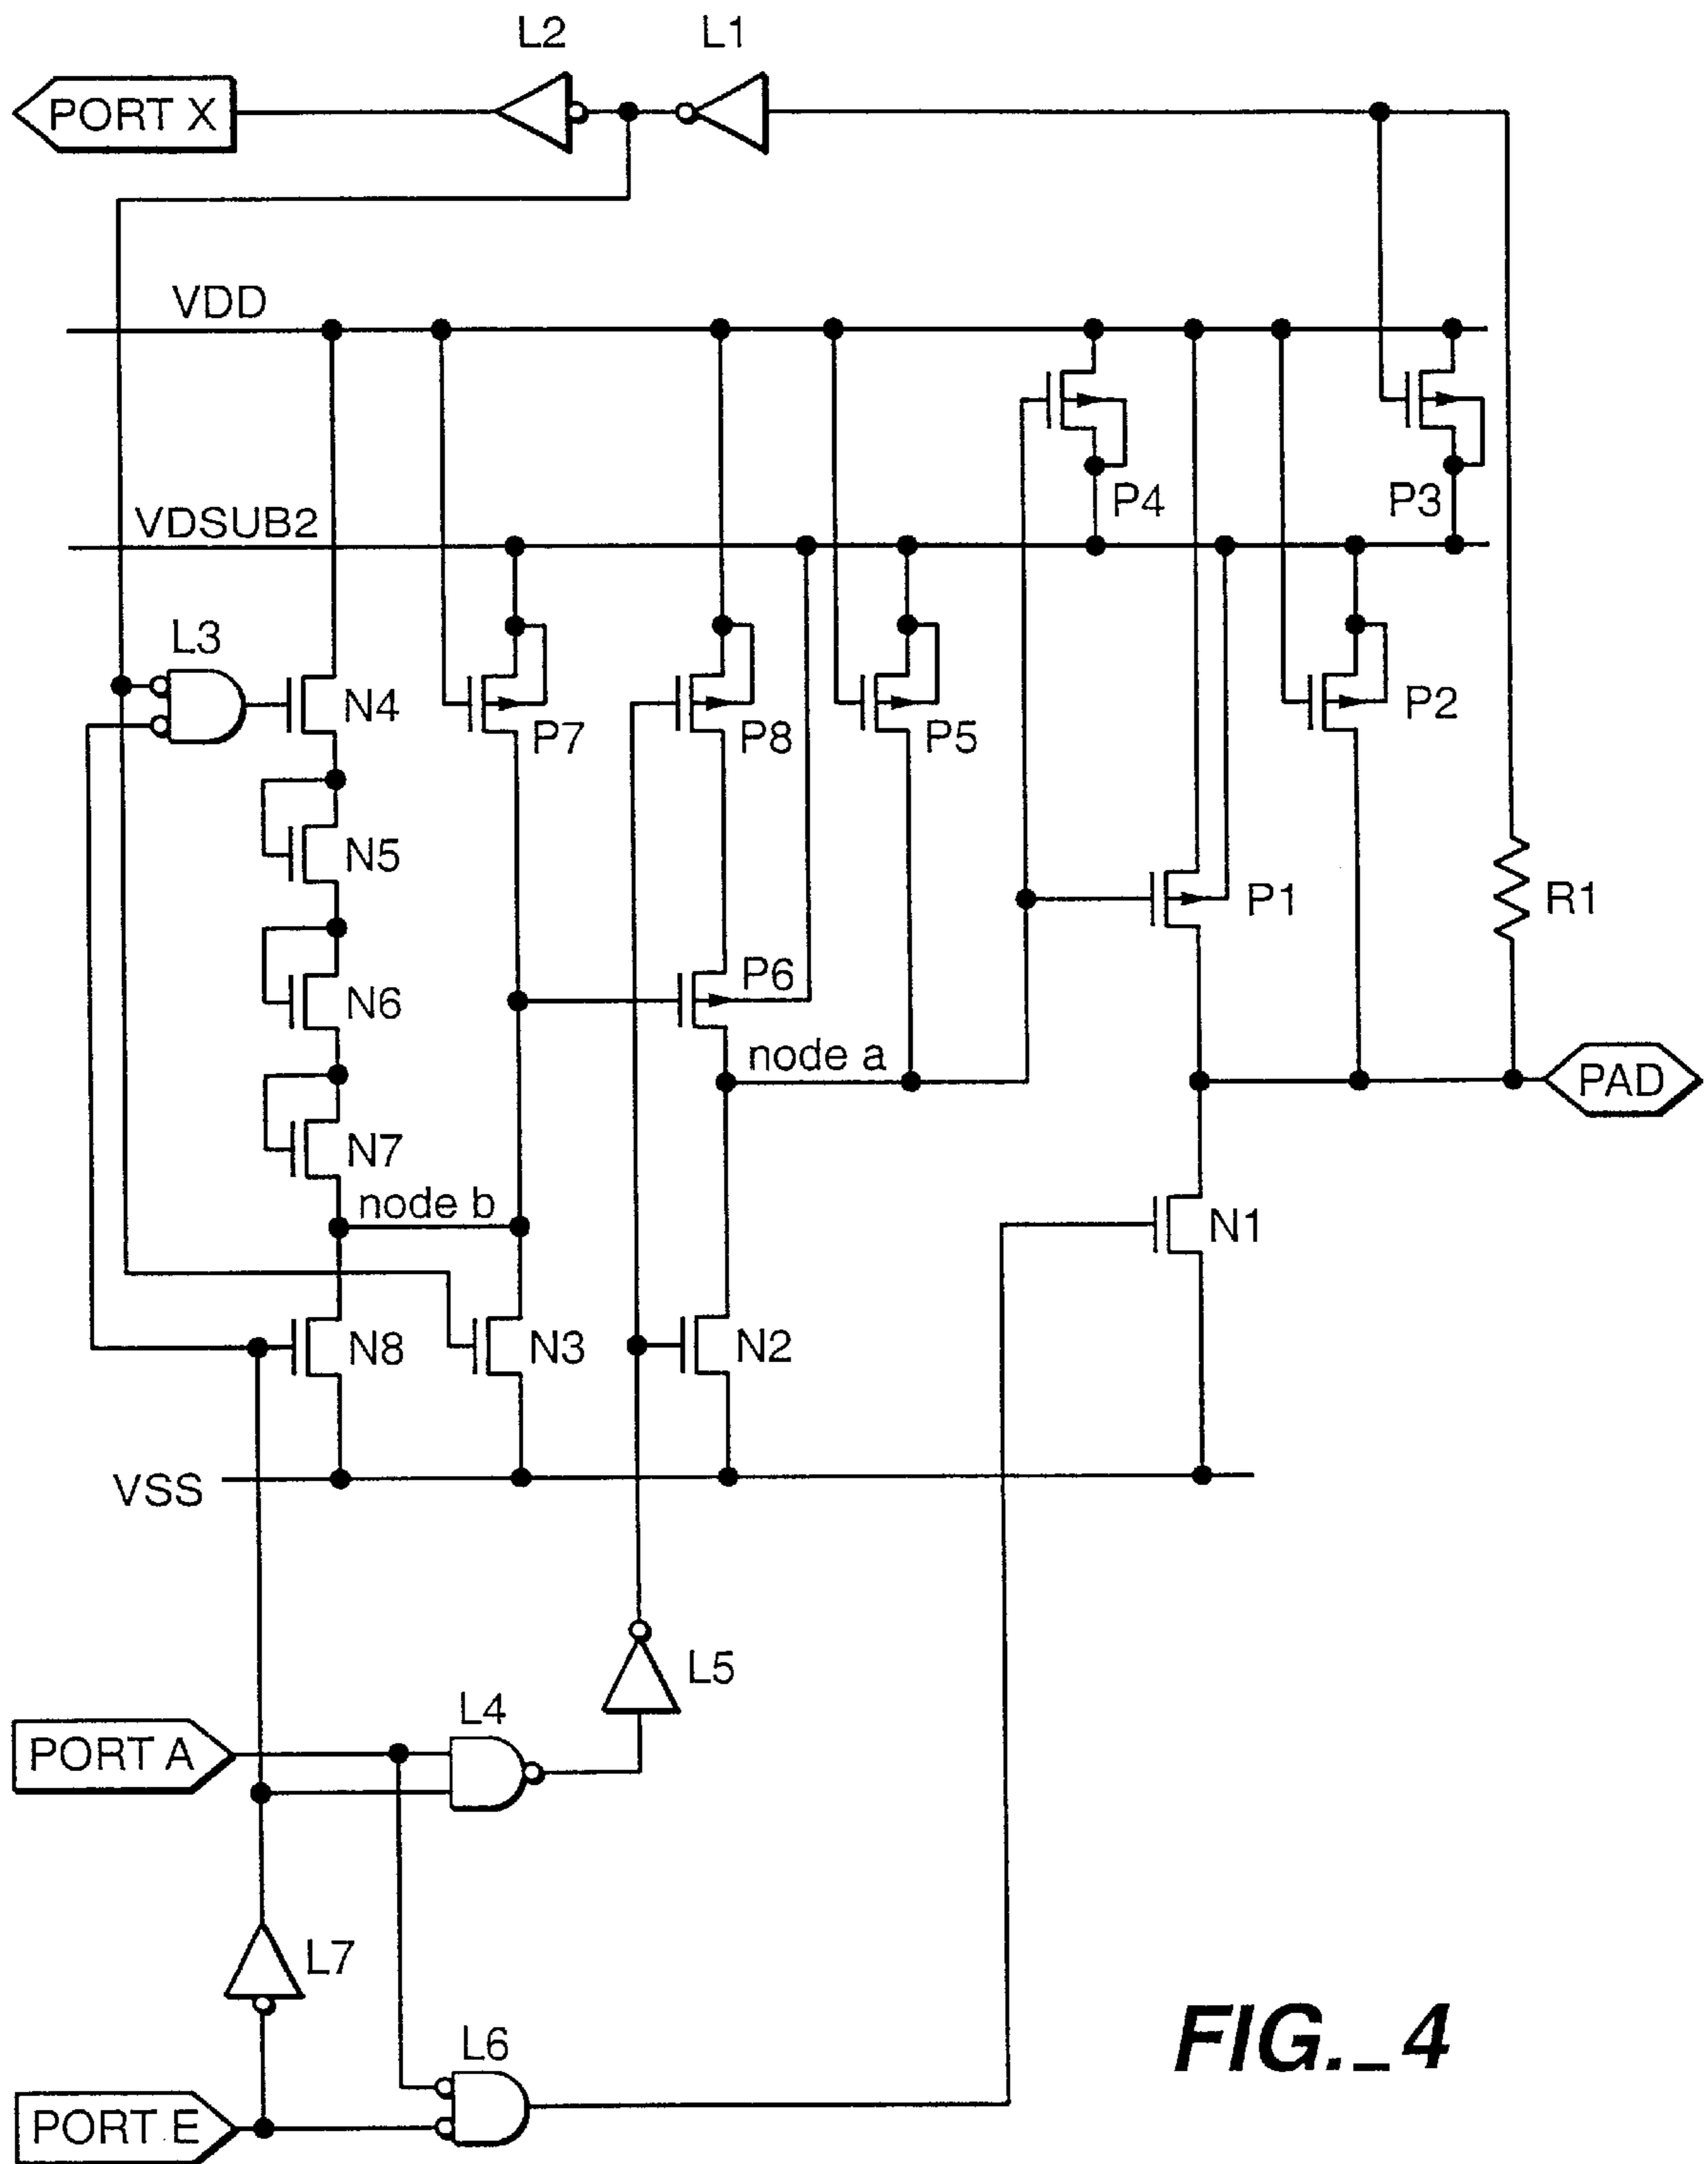 L2
L1
PORT X
VDD
P4
P3
VDSUB2
L3
N4
P7
P8
P5
P2
N5
P1
R1
P6
N6
node a
PAD
N7
node b
N1
N8
N3
N2
VSS
L5
L4
PORT A
L7
L6
PORT E
FIG._4